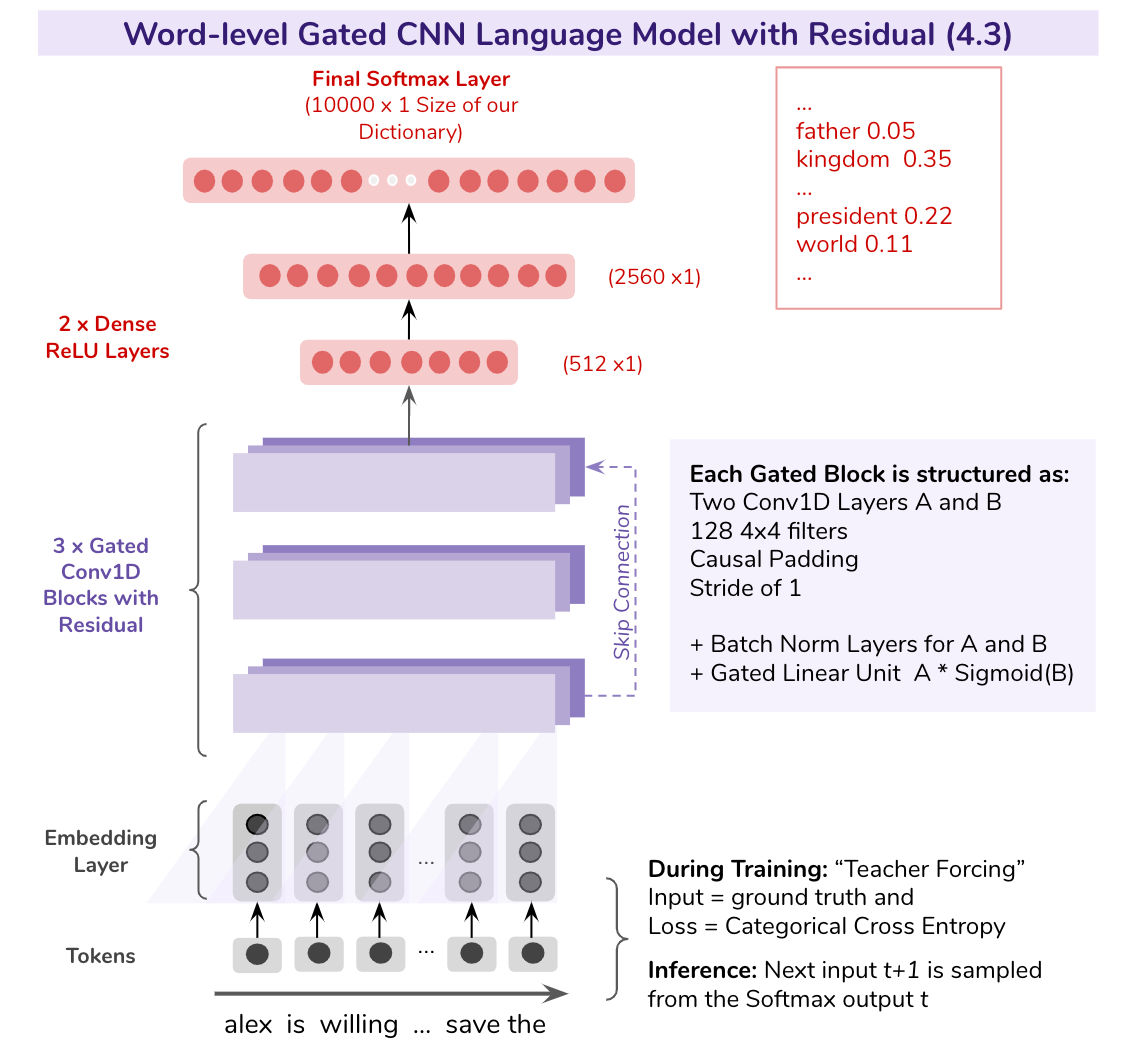 Word-level Gated CNN Language Model with Residual (4.3)
Final Softmax Layer
(10000 x 1 Size of our
Dictionary)
...
father 0.05
kingdom 0.35
...
president 0.22
world 0.11
...
(2560 x1)
2 x Dense
ReLU Layers
(512 x1)
3 x Gated
Conv1D
Blocks with
Residual
Skip Connection
Each Gated Block is structured as:
Two Conv1D Layers A and B
128 4x4 filters
Causal Padding
Stride of 1
+ Batch Norm Layers for A and B
+ Gated Linear Unit A * Sigmoid(B)
Embedding
Layer
...
Tokens
...
alex is willing ... save the
During Training: “Teacher Forcing”
Input = ground truth and
Loss = Categorical Cross Entropy
Inference: Next input t+1 is sampled
from the Softmax output t